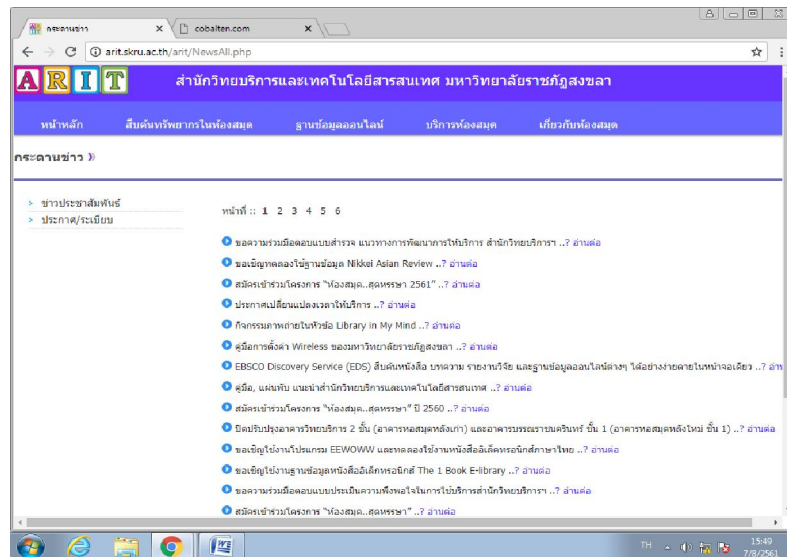 กระดานข่าว
cobalten.com
arit.skru.ac.th/arit/NewsAll.php
ARIT
สำนักวิทยบริการและเทคโนโลยีสารสนเทศ มหาวิทยาลัยราชภัฏสงขลา
หน้าหลัก สืบค้นทรัพยากรในห้องสมุด ฐานข้อมูลออนไลน์ บริการห้องสมุด เกี่ยวกับห้องสมุด
กระดานข่าว
ข่าวประชาสัมพันธ์
ประกาศ/ระเบียบ
หน้าที่ :: 1 2 3 4 5 6
ขอความร่วมมือตอบแบบสำรวจ แนวทางการพัฒนาการให้บริการ สำนักวิทยบริการฯ ..? อ่านต่อ
ขอเชิญทดลองใช้ฐานข้อมูล Nikkei Asian Review ..? อ่านต่อ
สมัครเข้าร่วมโครงการ "ห้องสมุด..สุดหรรษา 2561" ..? อ่านต่อ
ประกาศเปลี่ยนแปลงเวลาให้บริการ ..? อ่านต่อ
กิจกรรมภาพถ่ายในหัวข้อ Library in My Mind ..? อ่านต่อ
คู่มือการตั้งค่า Wireless ของมหาวิทยาลัยราชภัฏสงขลา ..? อ่านต่อ
EBSCO Discovery Service (EDS) สืบค้นหนังสือ บทความ รายงานวิจัย และฐานข้อมูลออนไลน์ต่างๆ ได้อย่างง่ายดายในหน้าจอเดียว ..? อ่าน
คู่มือ, แผ่นพับ แนะนำสำนักวิทยบริการและเทคโนโลยีสารสนเทศ ..? อ่านต่อ
สมัครเข้าร่วมโครงการ "ห้องสมุด..สุดหรรษา" ปี 2560 ..? อ่านต่อ
ปิดปรับปรุงอาคารวิทยบริการ 2 ชั้น (อาคารหอสมุดหลังเก่า) และอาคารบรรณราชนครินทร์ ชั้น 1 (อาคารหอสมุดหลังใหม่ ชั้น 1) ..? อ่านต่อ
ขอเชิญใช้งานโปรแกรม EEWOWW และทดลองใช้งานหนังสืออิเล็คทรอนิกส์ภาษาไทย ..? อ่านต่อ
ขอเชิญใช้งานฐานข้อมูลหนังสืออิเล็กทรอนิกส์ The 1 Book E-library ..? อ่านต่อ
ขอความร่วมมือตอบแบบประเมินความพึงพอใจในการใช้บริการสำนักวิทยบริการฯ ..? อ่านต่อ
สมัครเข้าร่วมโครงการ "ห้องสมุด..สุดหรรษา" ..? อ่านต่อ
TH
15:49
7/8/2561